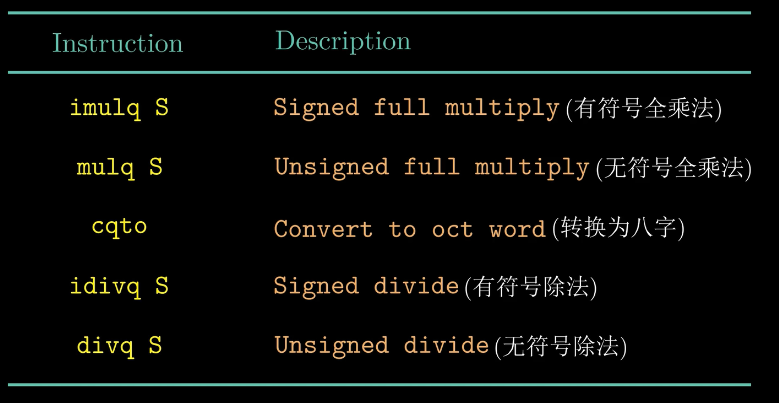 Instruction Description
imulq S Signed full multiply (有符号全乘法)
mulq S Unsigned full multiply (无符号全乘法)
cqto Convert to oct word (转换为八字)
idivq S Signed divide (有符号除法)
divq S Unsigned divide (无符号除法)